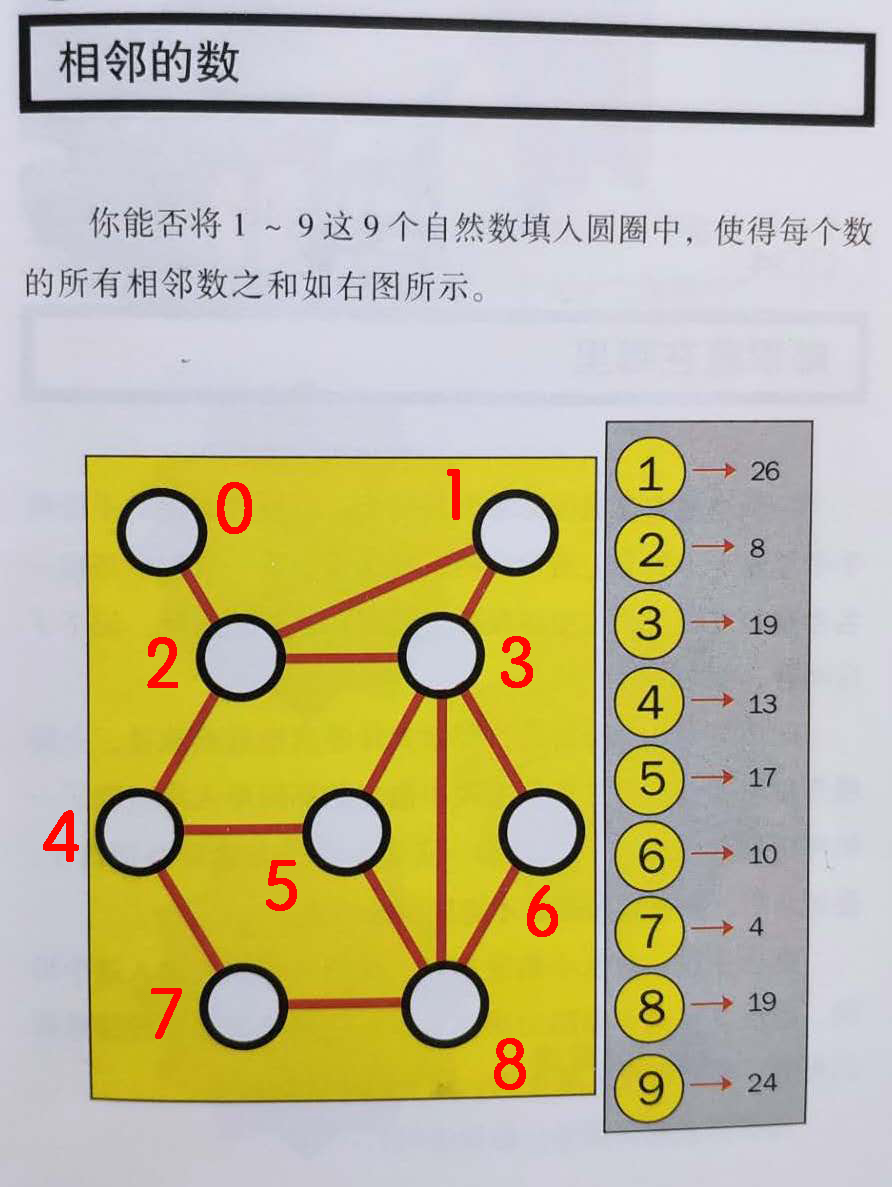 相邻的数
你能否将 1 ~ 9 这 9 个自然数填入圆圈中，使得每个数
的所有相邻数之和如右图所示。
0
1
2
3
4
5
6
7
8
1 → 26
2 → 8
3 → 19
4 → 13
5 → 17
6 → 10
7 → 4
8 → 19
9 → 24